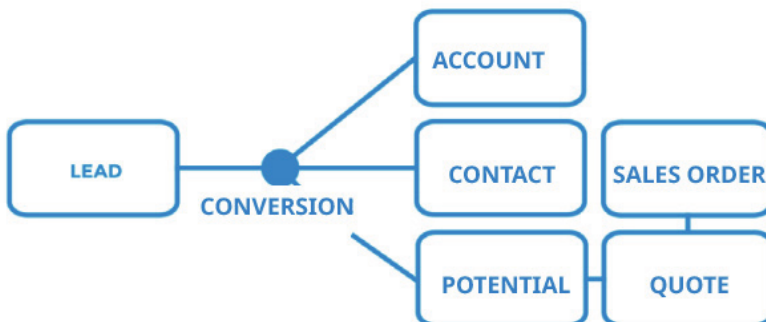 ACCOUNT
LEAD
CONTACT
SALES ORDER
CONVERSION
POTENTIAL
QUOTE